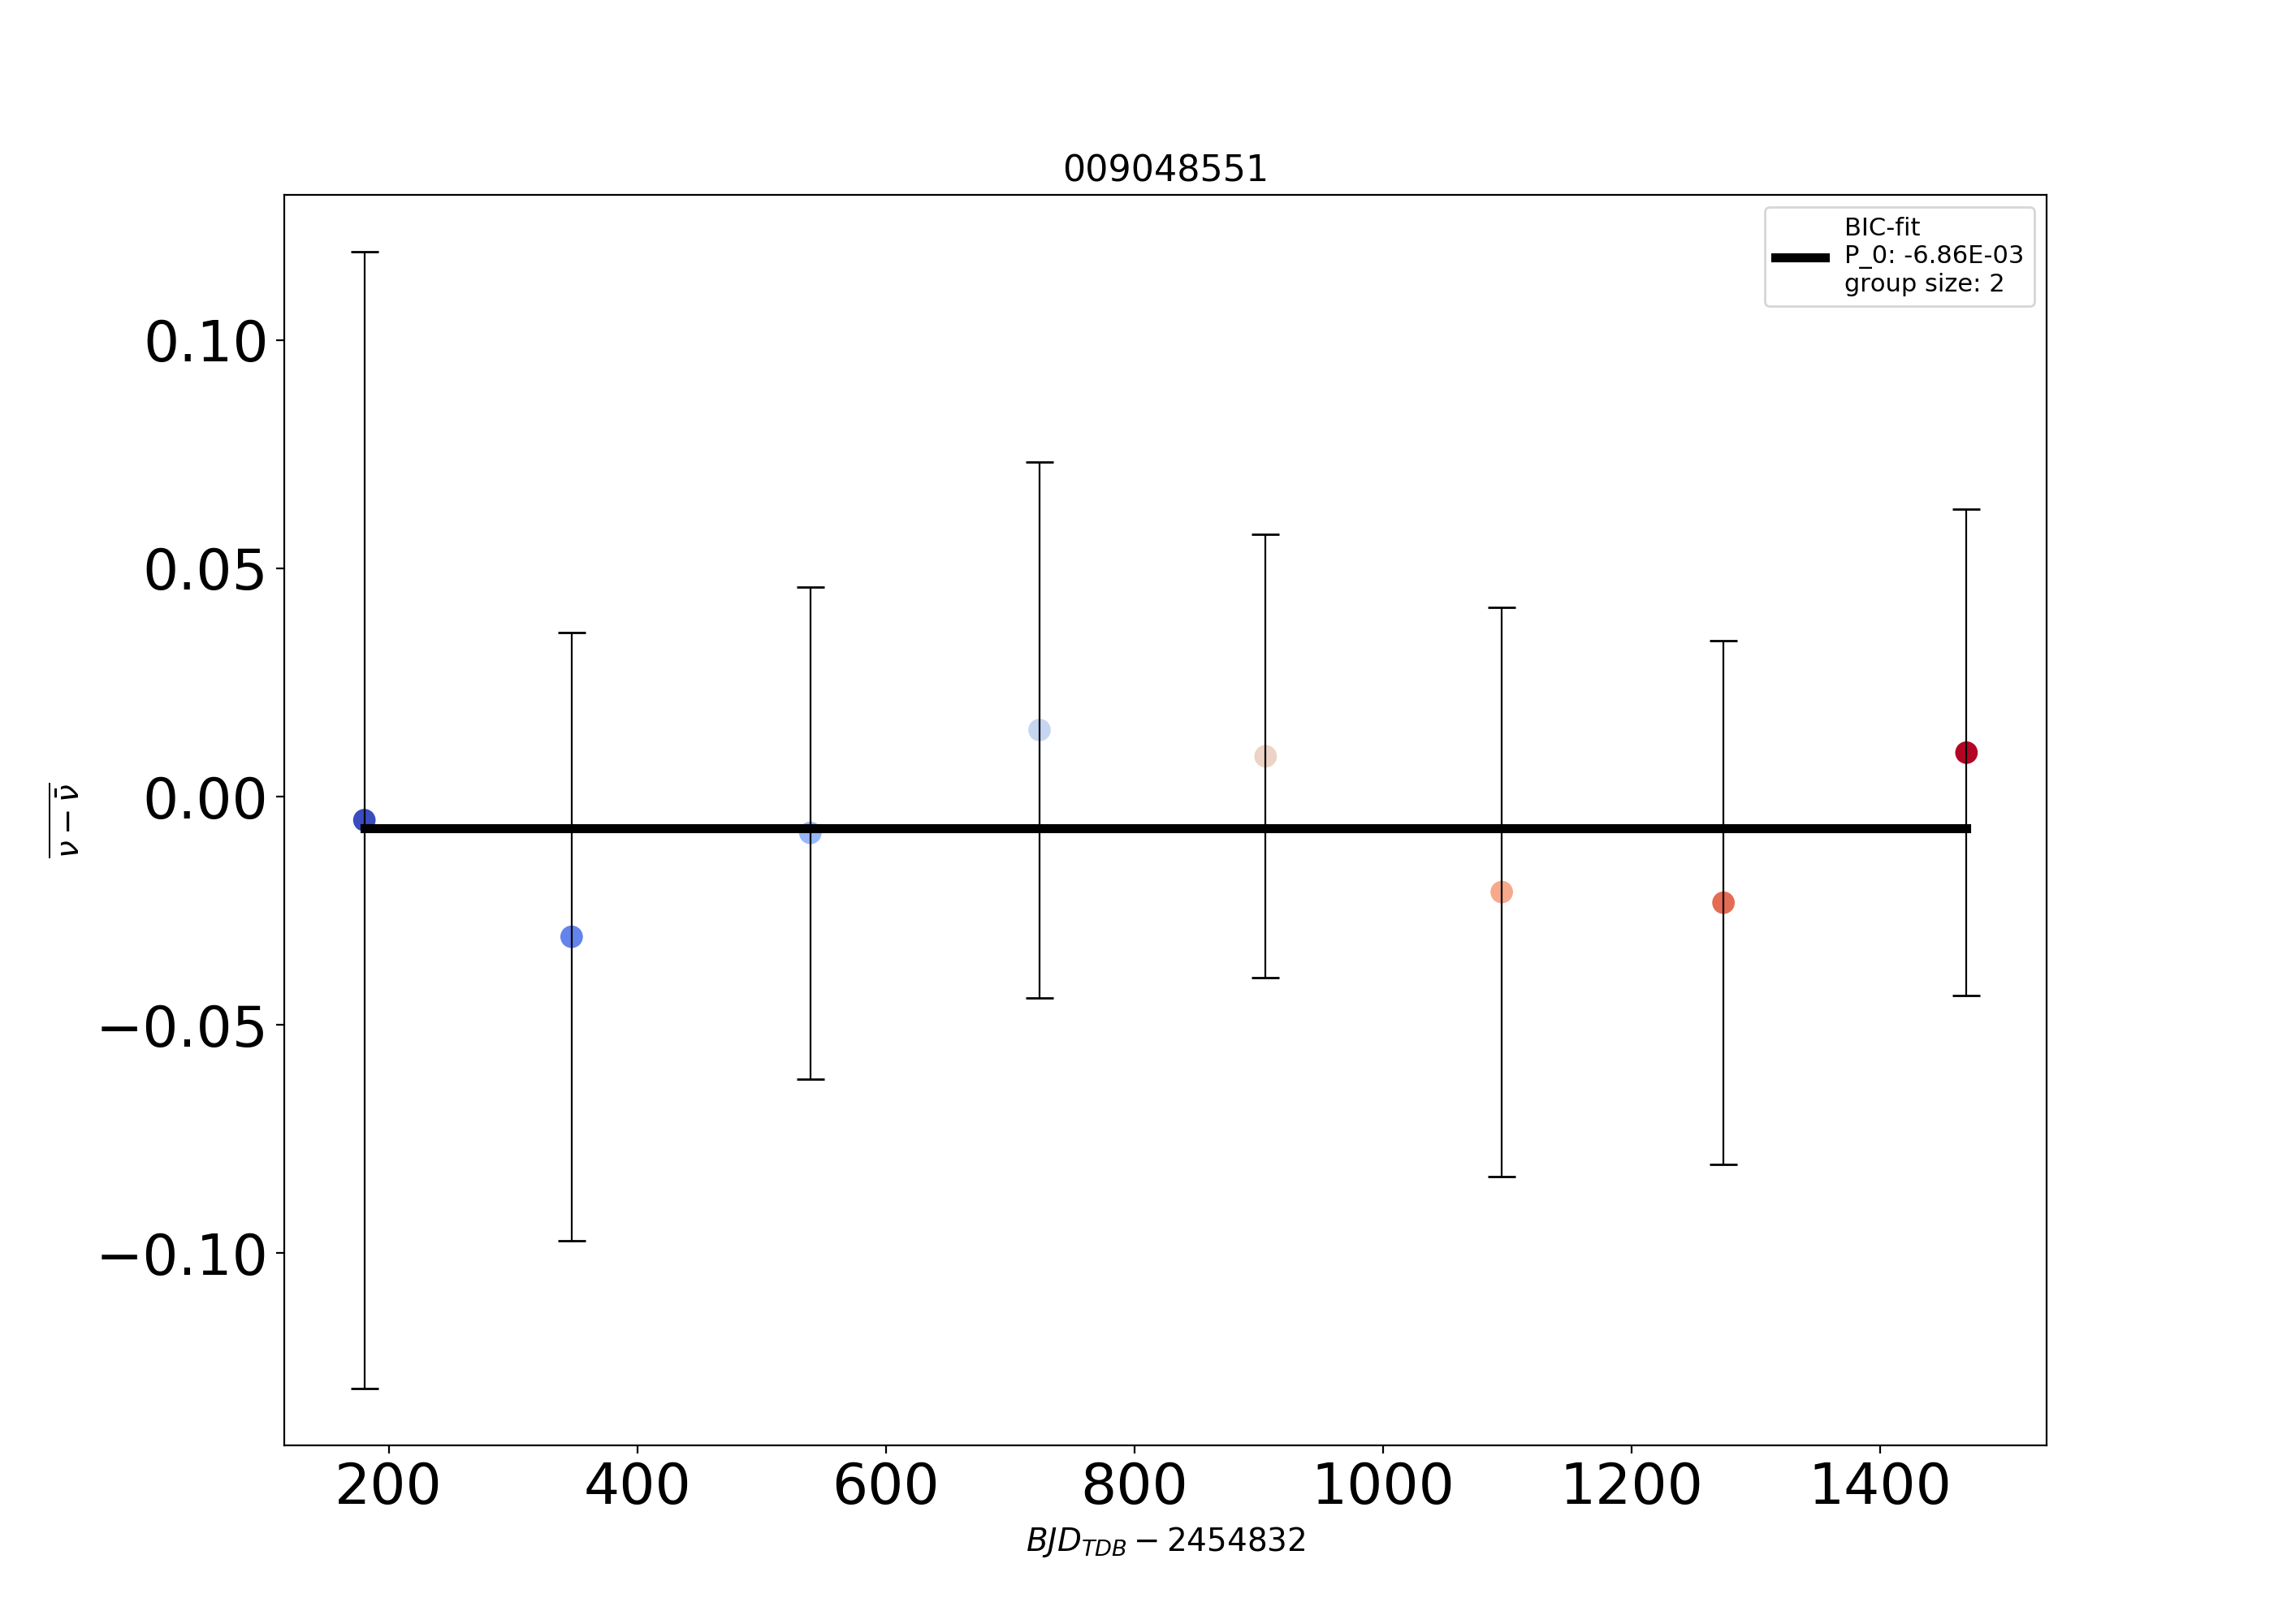 009048551
BIC-fit
P_0: -6.86E-03
group size: 2
0.10
0.05
0.00
−0.05
−0.10
ν − ν̄
200 400 600 800 1000 1200 1400
BJD_TDB − 2454832